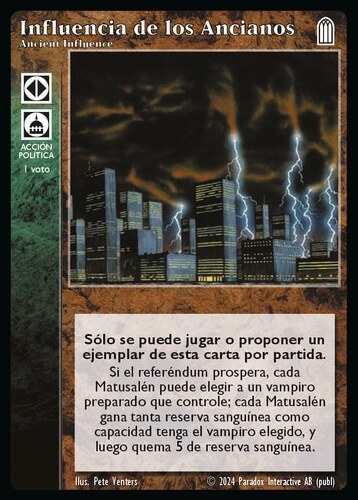 Influencia de los Ancianos
Ancient Influence
ACCIÓN
POLÍTICA
1 voto
Sólo se puede jugar o proponer un
ejemplar de esta carta por partida.
Si el referéndum prospera, cada
Matusalén puede elegir a un vampiro
preparado que controle; cada Matusalén
gana tanta reserva sanguínea como
capacidad tenga el vampiro elegido, y
luego quema 5 de reserva sanguínea.
Ilus. Pete Venters
© 2024 Paradox Interactive AB (publ)